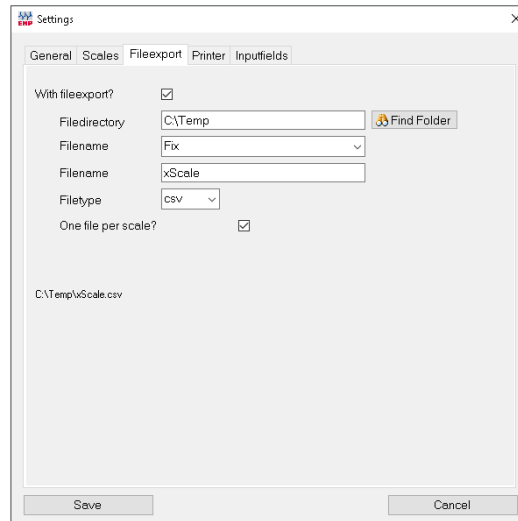 EHP Settings
General Scales Fileexport Printer Inputfields
With fileexport?
Filedirectory C:\Temp Find Folder
Filename Fix
Filename xScale
Filetype csv
One file per scale?
C:\Temp\xScale.csv
Save Cancel